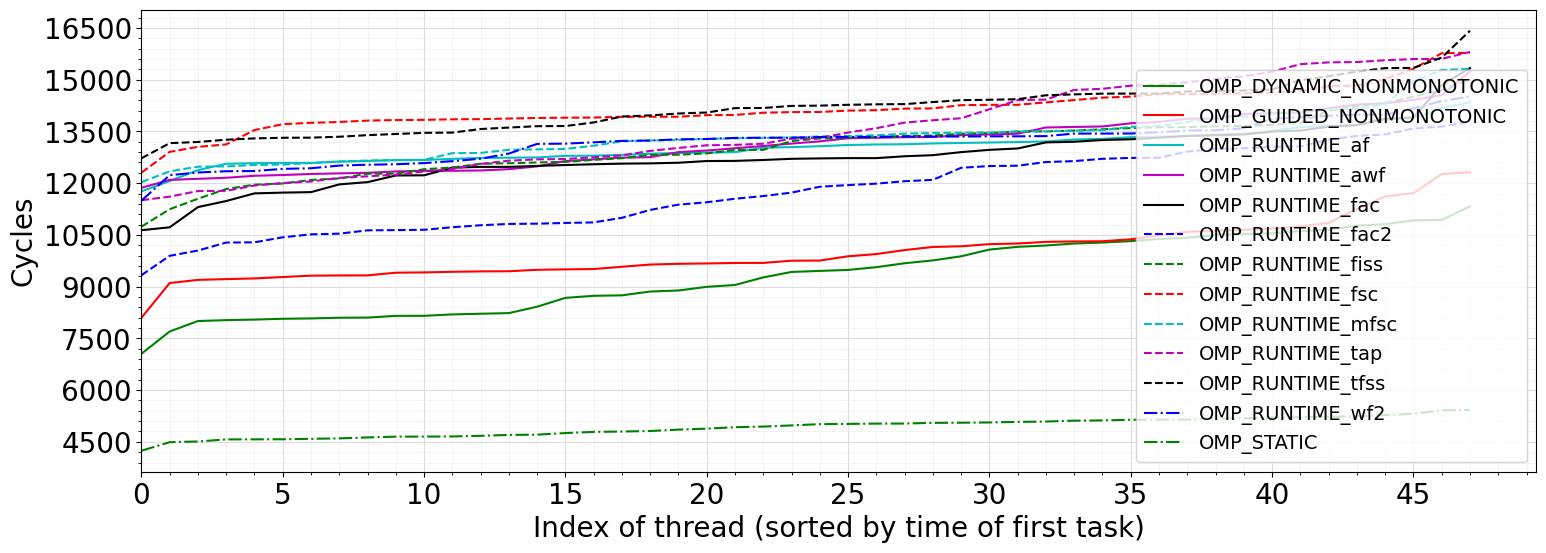 16500
15000
13500
12000
10500
9000
7500
6000
4500
Cycles
0 5 10 15 20 25 30 35 40 45
Index of thread (sorted by time of first task)
OMP_DYNAMIC_NONMONOTONIC
OMP_GUIDED_NONMONOTONIC
OMP_RUNTIME_af
OMP_RUNTIME_awf
OMP_RUNTIME_fac
OMP_RUNTIME_fac2
OMP_RUNTIME_fiss
OMP_RUNTIME_fsc
OMP_RUNTIME_mfsc
OMP_RUNTIME_tap
OMP_RUNTIME_tfss
OMP_RUNTIME_wf2
OMP_STATIC